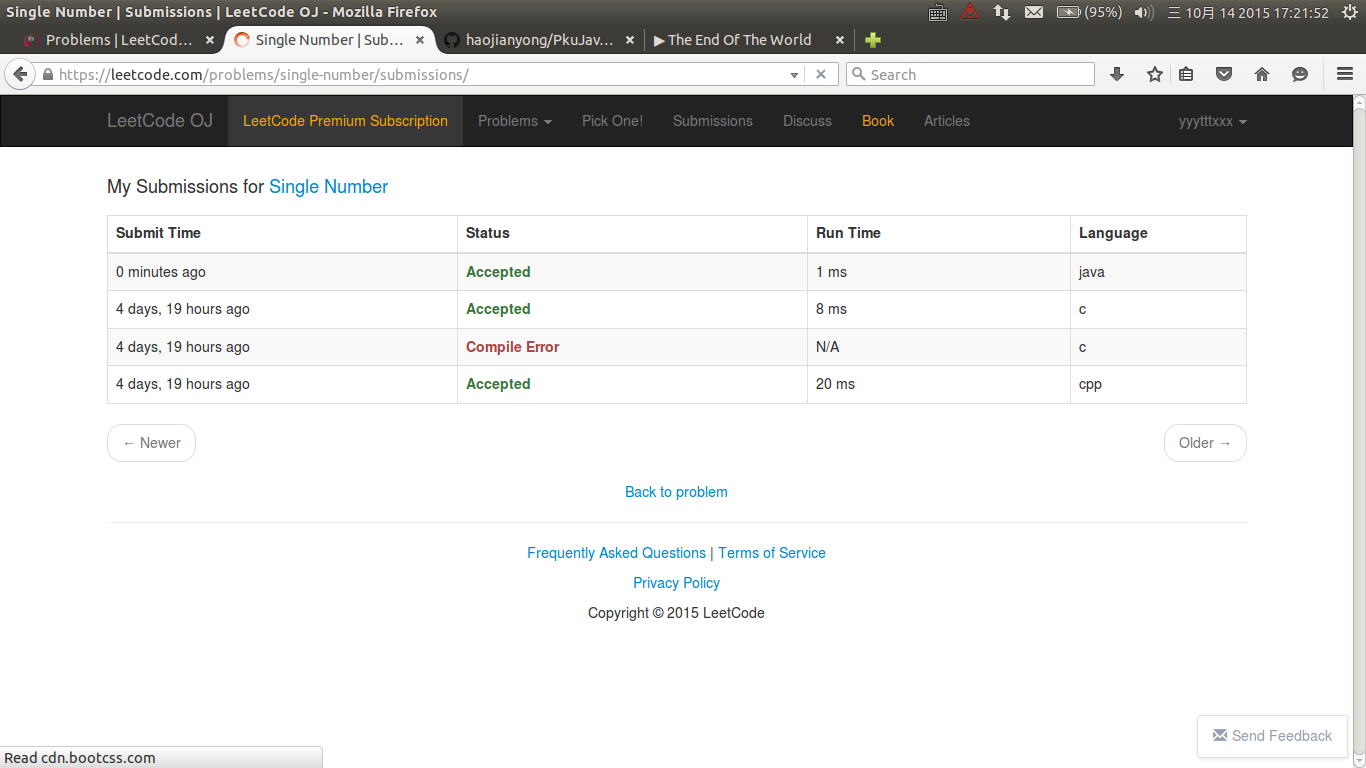 Single Number | Submissions | LeetCode OJ - Mozilla Firefox (95%) 三 10月 14 2015 17:21:52
Problems | LeetCod... Single Number | Sub... haojianyong/PkuJav... ▶ The End Of The World
https://leetcode.com/problems/single-number/submissions/ Search
LeetCode OJ LeetCode Premium Subscription Problems Pick One! Submissions Discuss Book Articles yyytttxxx
My Submissions for Single Number
Submit Time Status Run Time Language
0 minutes ago Accepted 1 ms java
4 days, 19 hours ago Accepted 8 ms c
4 days, 19 hours ago Compile Error N/A c
4 days, 19 hours ago Accepted 20 ms cpp
← Newer Older →
Back to problem
Frequently Asked Questions | Terms of Service
Privacy Policy
Copyright © 2015 LeetCode
Send Feedback
Read cdn.bootcss.com